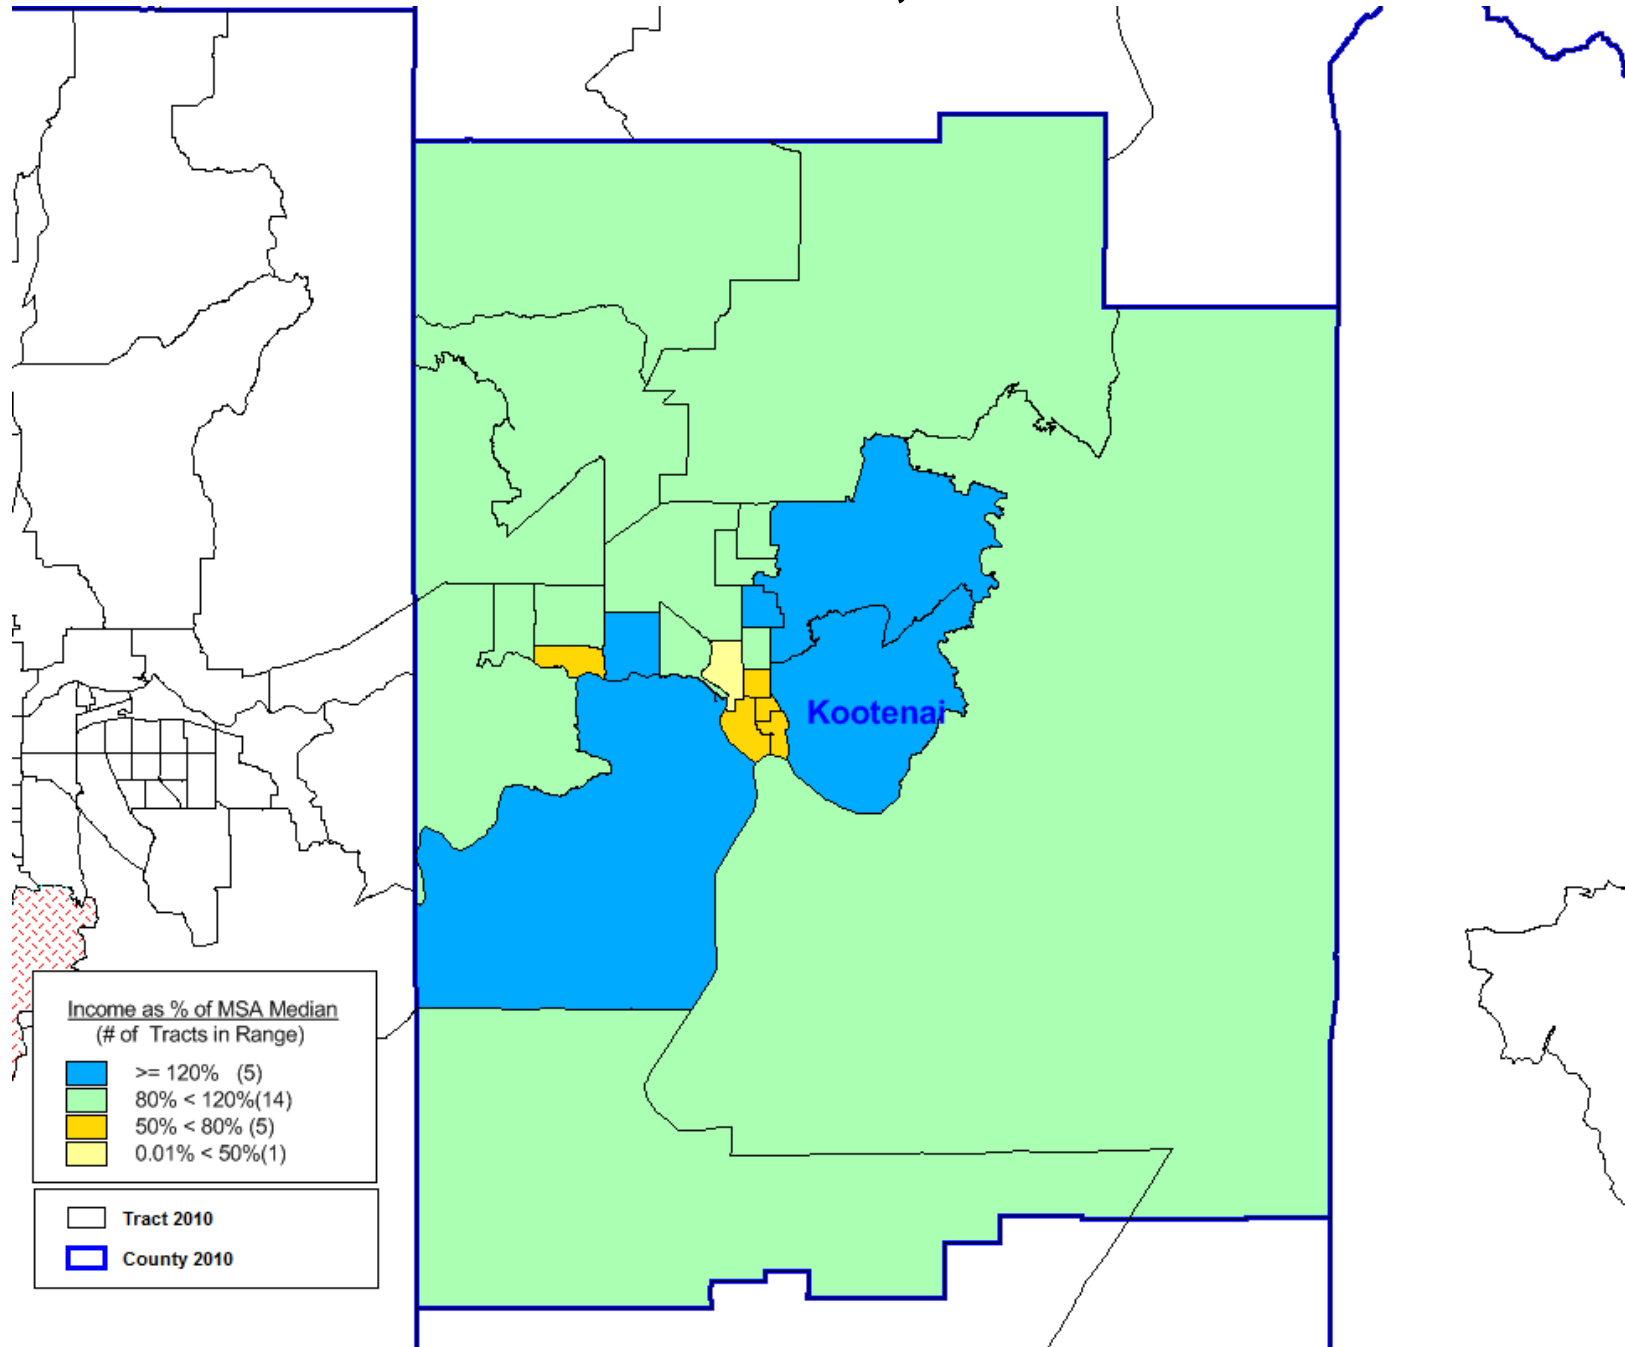 Kootenai
Income as % of MSA Median
(# of Tracts in Range)
>= 120% (5)
80% < 120%(14)
50% < 80% (5)
0.01% < 50%(1)
Tract 2010
County 2010